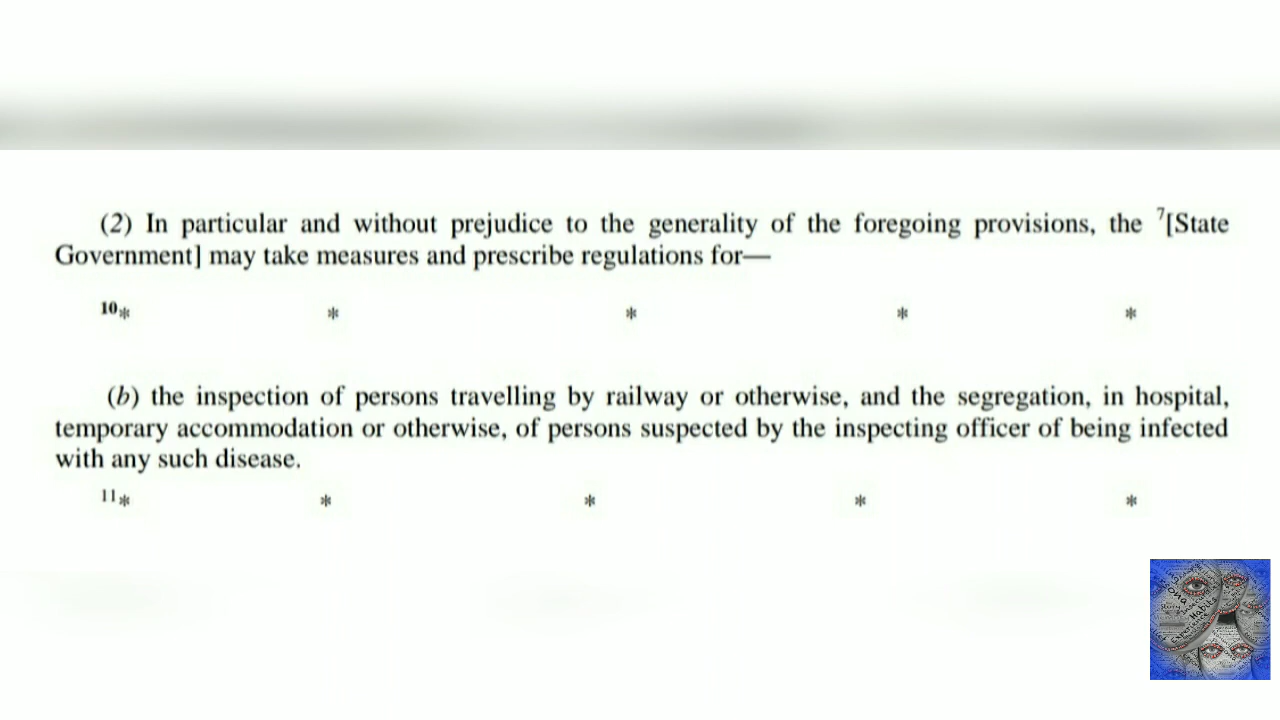 (2) In particular and without prejudice to the generality of the foregoing provisions, the 7[State
Government] may take measures and prescribe regulations for—
10* * * * *
(b) the inspection of persons travelling by railway or otherwise, and the segregation, in hospital,
temporary accommodation or otherwise, of persons suspected by the inspecting officer of being infected
with any such disease.
11* * * * *
Habits
Experience